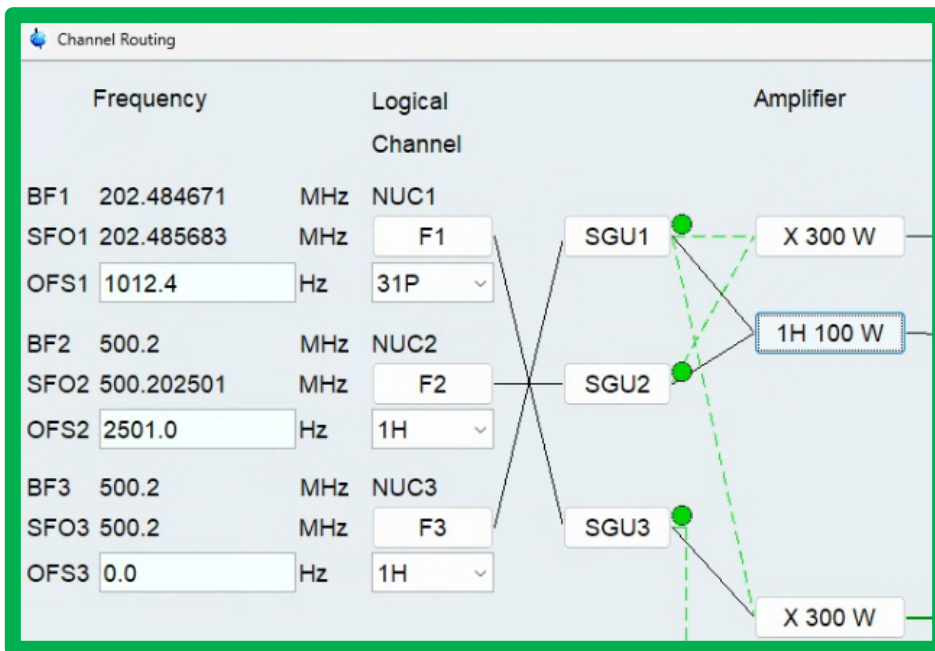 Channel Routing
Frequency Logical Channel Amplifier
BF1 202.484671 MHz NUC1
SFO1 202.485683 MHz F1 SGU1 X 300 W
OFS1 1012.4 Hz 31P
1H 100 W
BF2 500.2 MHz NUC2
SFO2 500.202501 MHz F2 SGU2
OFS2 2501.0 Hz 1H
BF3 500.2 MHz NUC3
SFO3 500.2 MHz F3 SGU3
OFS3 0.0 Hz 1H
X 300 W